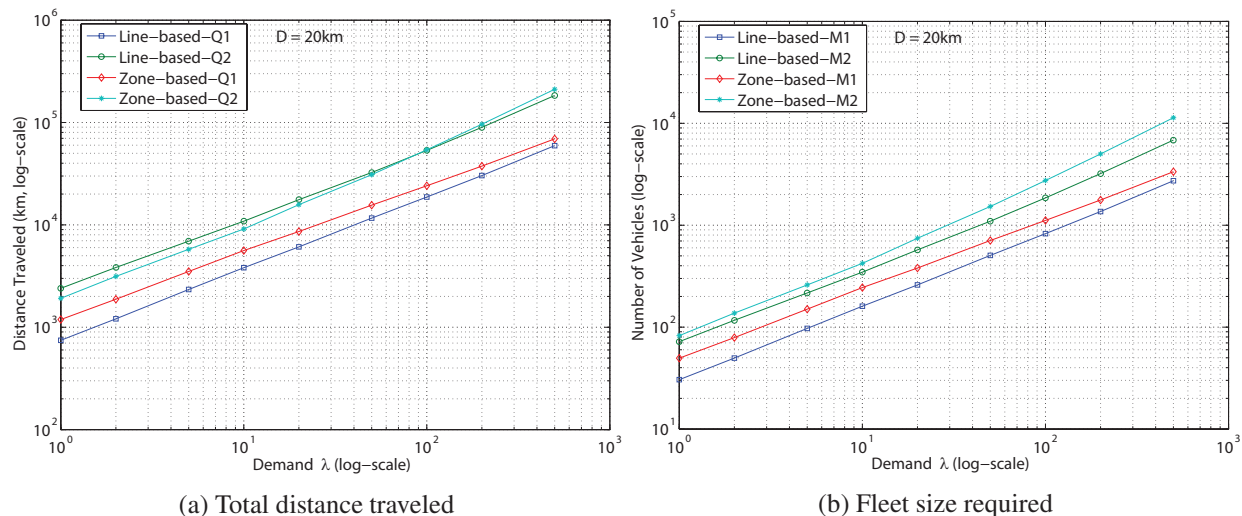 10^6
Line−based−Q1
Line−based−Q2
Zone−based−Q1
Zone−based−Q2
D = 20km
10^5
10^4
10^3
10^2
Distance Traveled (km, log−scale)
10^0
10^1
10^2
10^3
Demand λ (log−scale)
(a) Total distance traveled
10^5
Line−based−M1
Line−based−M2
Zone−based−M1
Zone−based−M2
D = 20km
10^4
10^3
10^2
10^1
Number of Vehicles (log−scale)
10^0
10^1
10^2
10^3
Demand λ (log−scale)
(b) Fleet size required